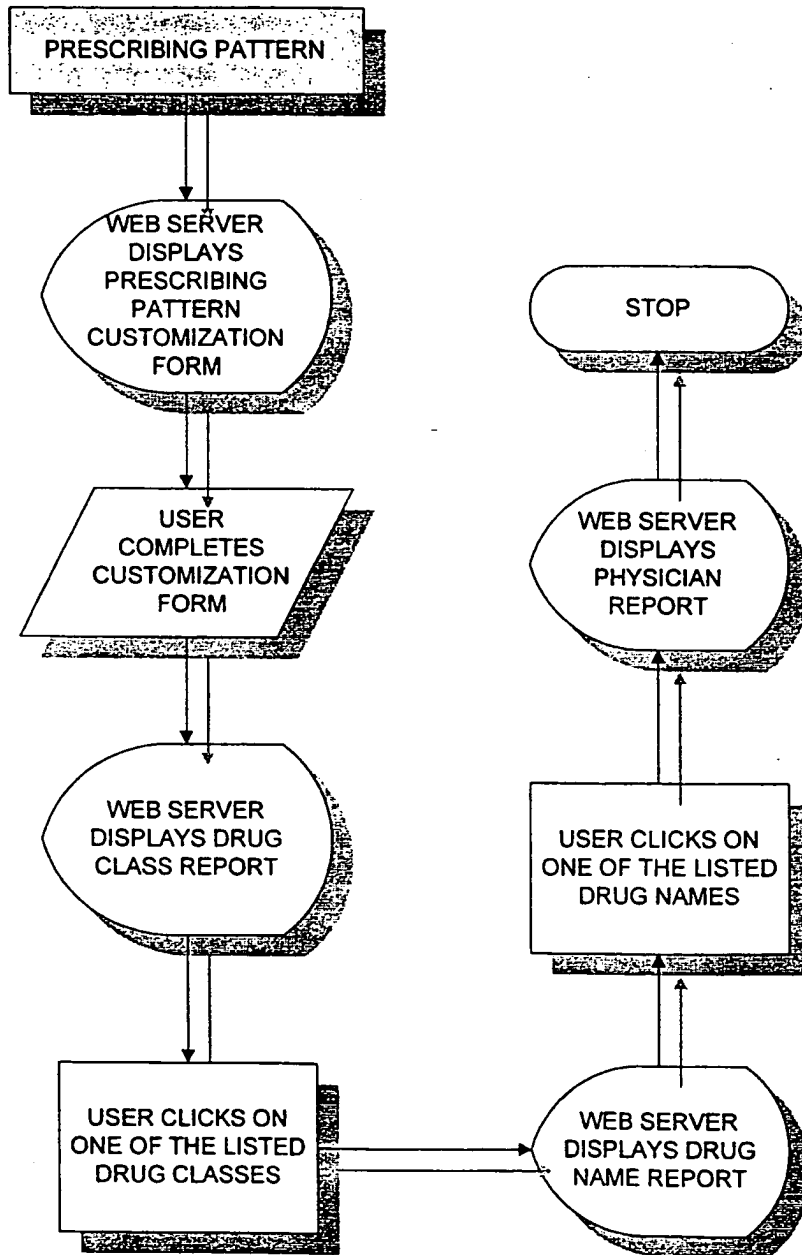 PRESCRIBING PATTERN
WEB SERVER
DISPLAYS
PRESCRIBING
PATTERN
CUSTOMIZATION
FORM
USER
COMPLETES
CUSTOMIZATION
FORM
WEB SERVER
DISPLAYS DRUG
CLASS REPORT
USER CLICKS ON
ONE OF THE LISTED
DRUG CLASSES
WEB SERVER
DISPLAYS DRUG
NAME REPORT
USER CLICKS ON
ONE OF THE LISTED
DRUG NAMES
WEB SERVER
DISPLAYS
PHYSICIAN
REPORT
STOP